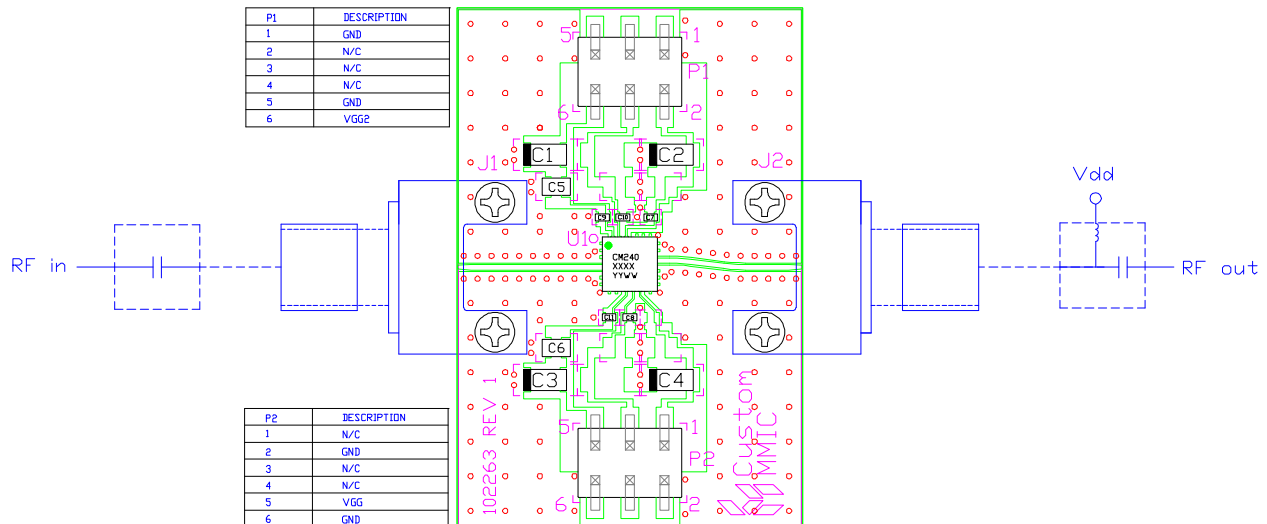 P1 DESCRIPTION
1 GND
2 N/C
3 N/C
4 N/C
5 GND
6 VGG2
5 1
P1
6 2
C1 C2
J1 J2
C5
C9 C10 C7
U1
CM240
XXXX
YYWW
RF in
Vdd
RF out
C11 C8
C6
C3 C4
P2 DESCRIPTION
1 N/C
2 GND
3 N/C
4 N/C
5 VGG
6 GND
5 1
P2
6 2
102263 REV 1
Custom
MMIC